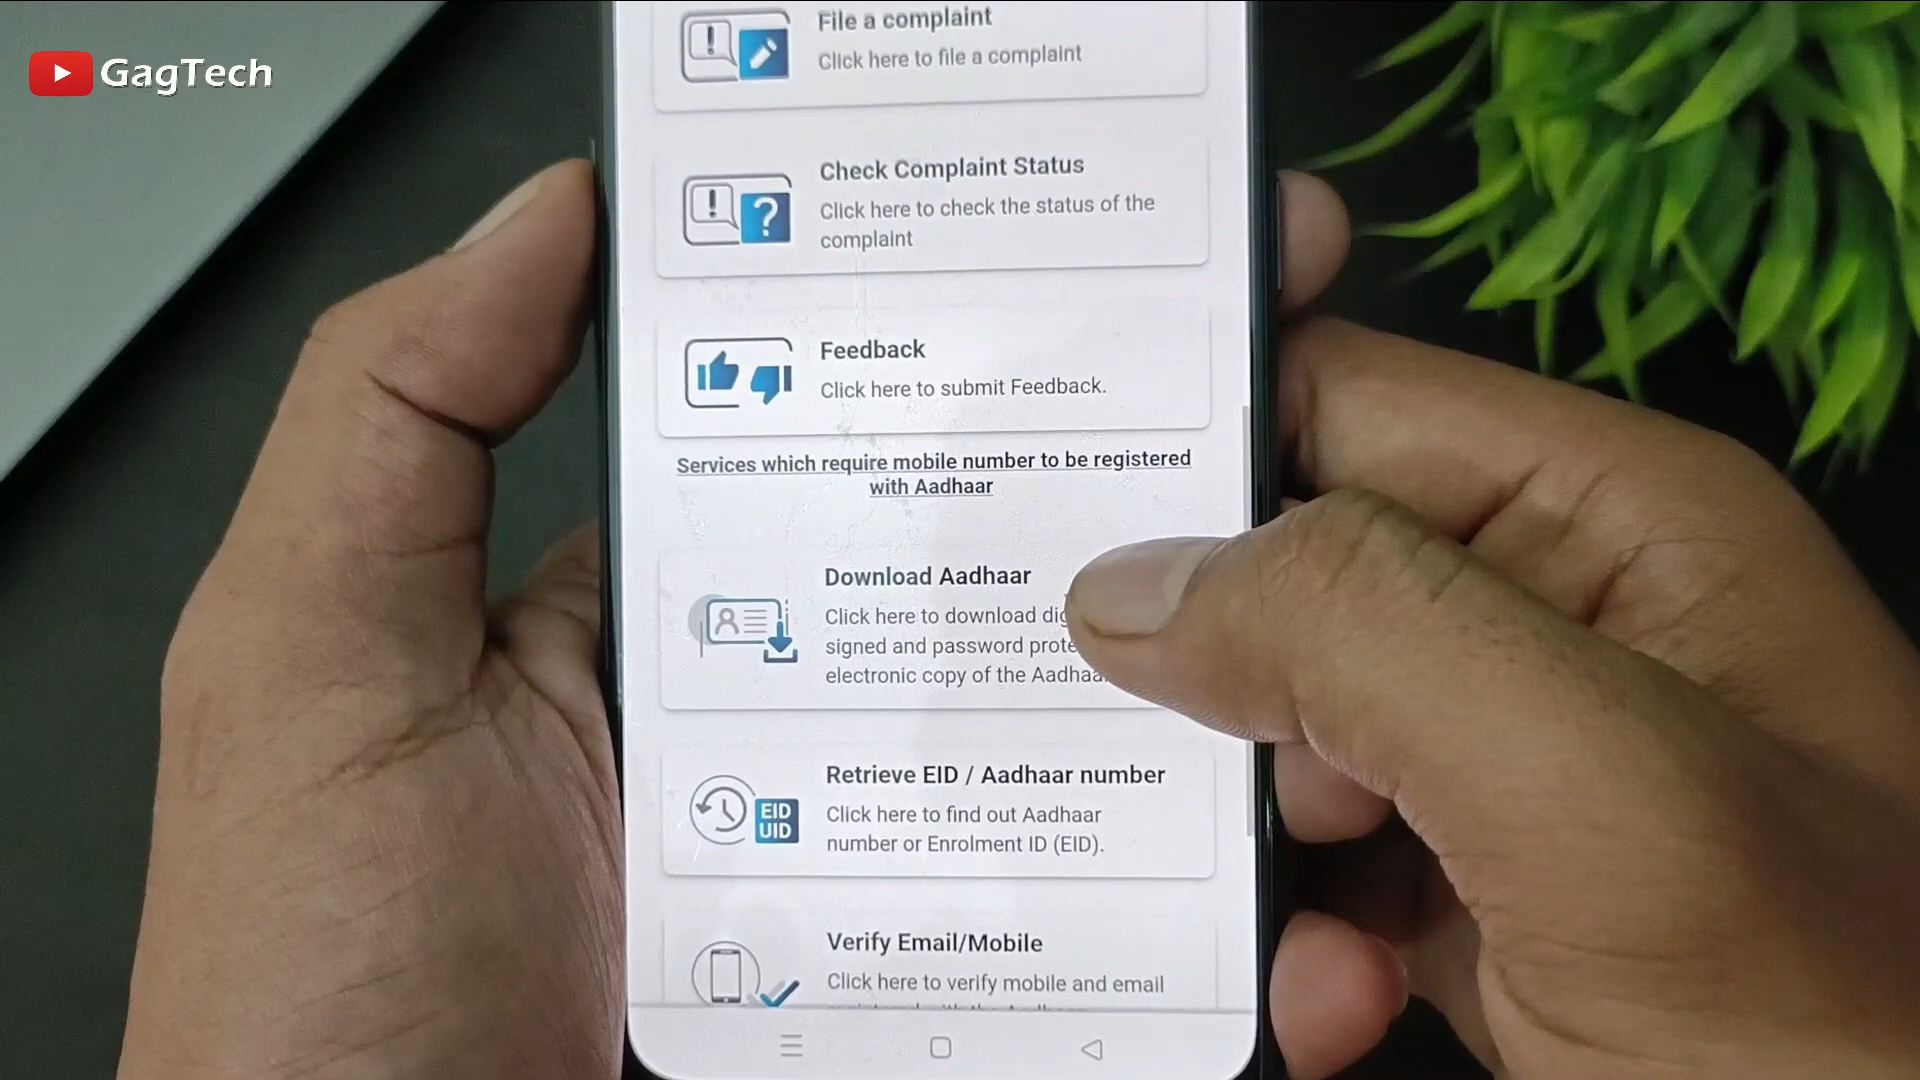 GagTech
File a complaint
Click here to file a complaint
Check Complaint Status
Click here to check the status of the
complaint
Feedback
Click here to submit Feedback.
Services which require mobile number to be registered
with Aadhaar
Download Aadhaar
Click here to download
signed and password
electronic copy of the
Retrieve EID / Aadhaar number
Click here to find out Aadhaar
number or Enrolment ID (EID).
EID
UID
Verify Email/Mobile
Click here to verify mobile and email